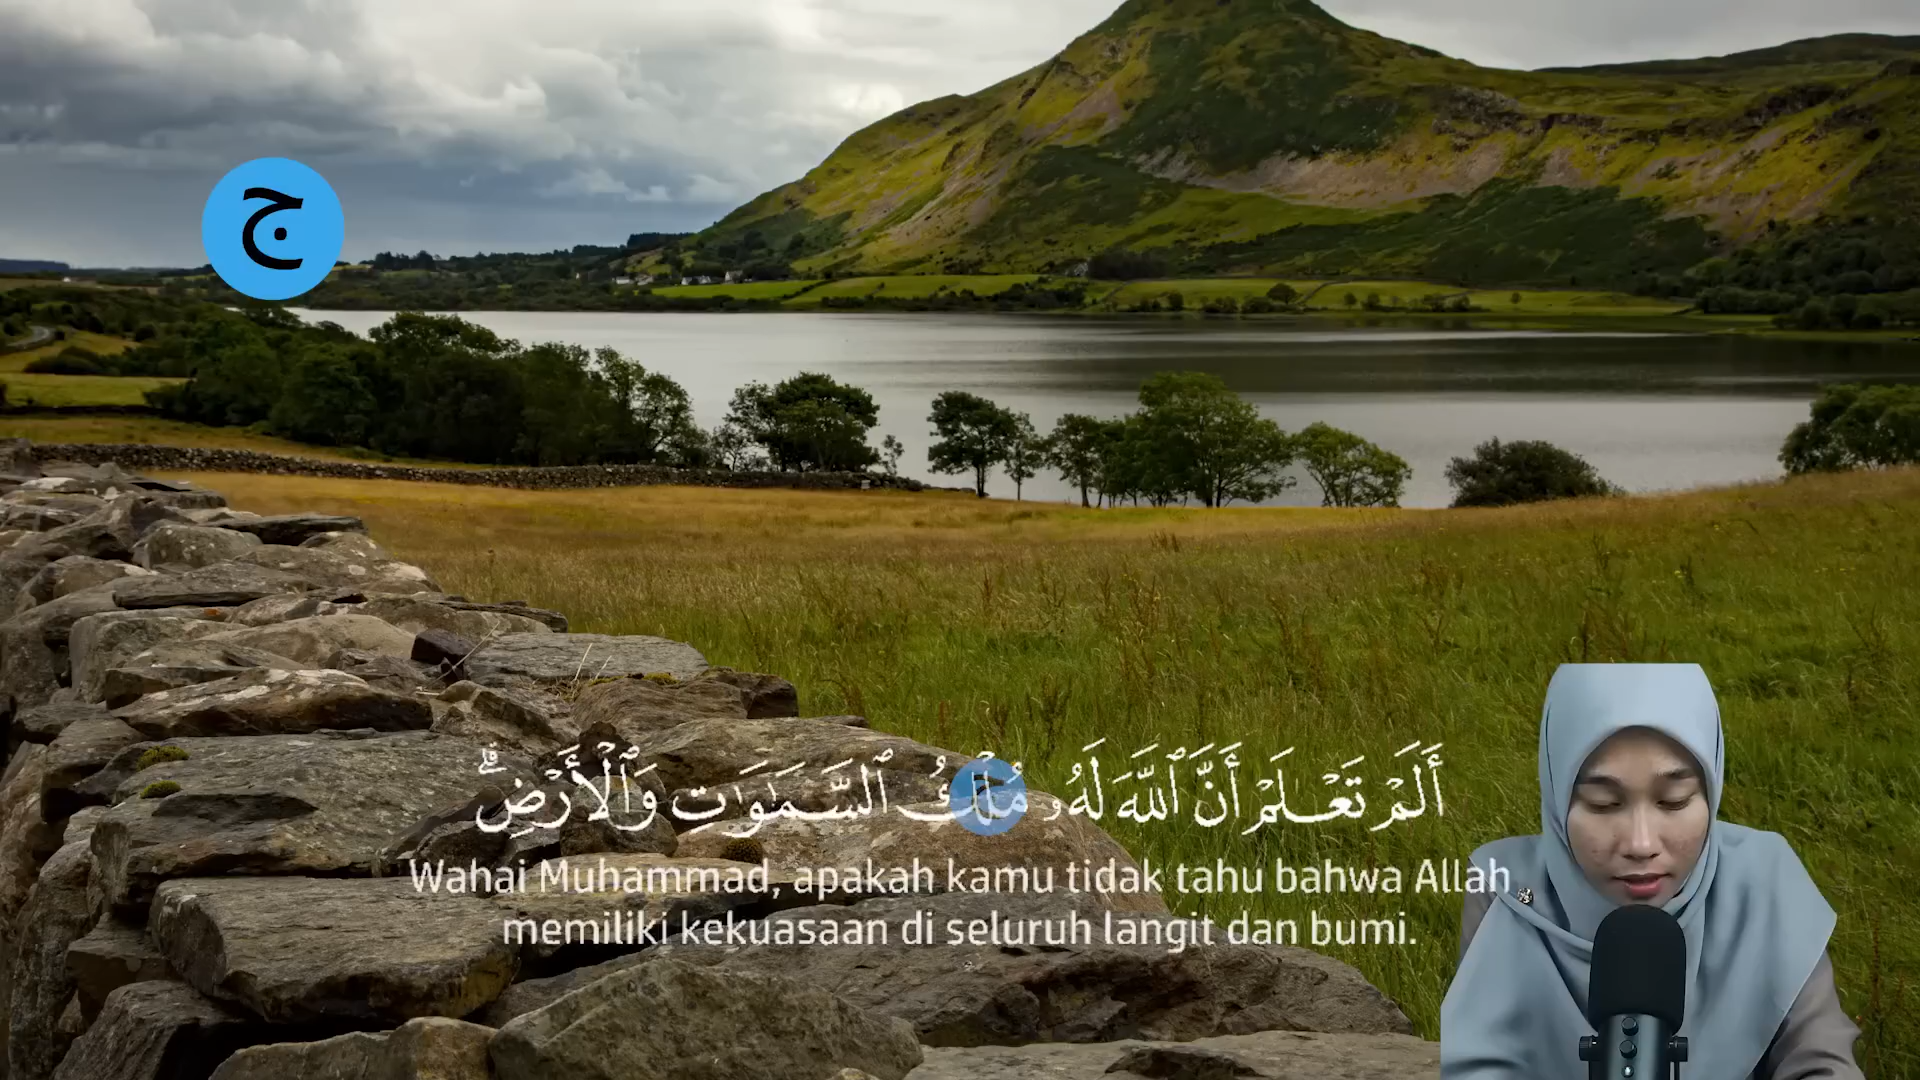 ج
أَلَمْ تَعْلَمْ أَنَّ ٱللَّهَ لَهُۥ مُلْكُ ٱلسَّمَٰوَٰتِ وَٱلْأَرْضِ ۗ
Wahai Muhammad, apakah kamu tidak tahu bahwa Allah
memiliki kekuasaan di seluruh langit dan bumi.